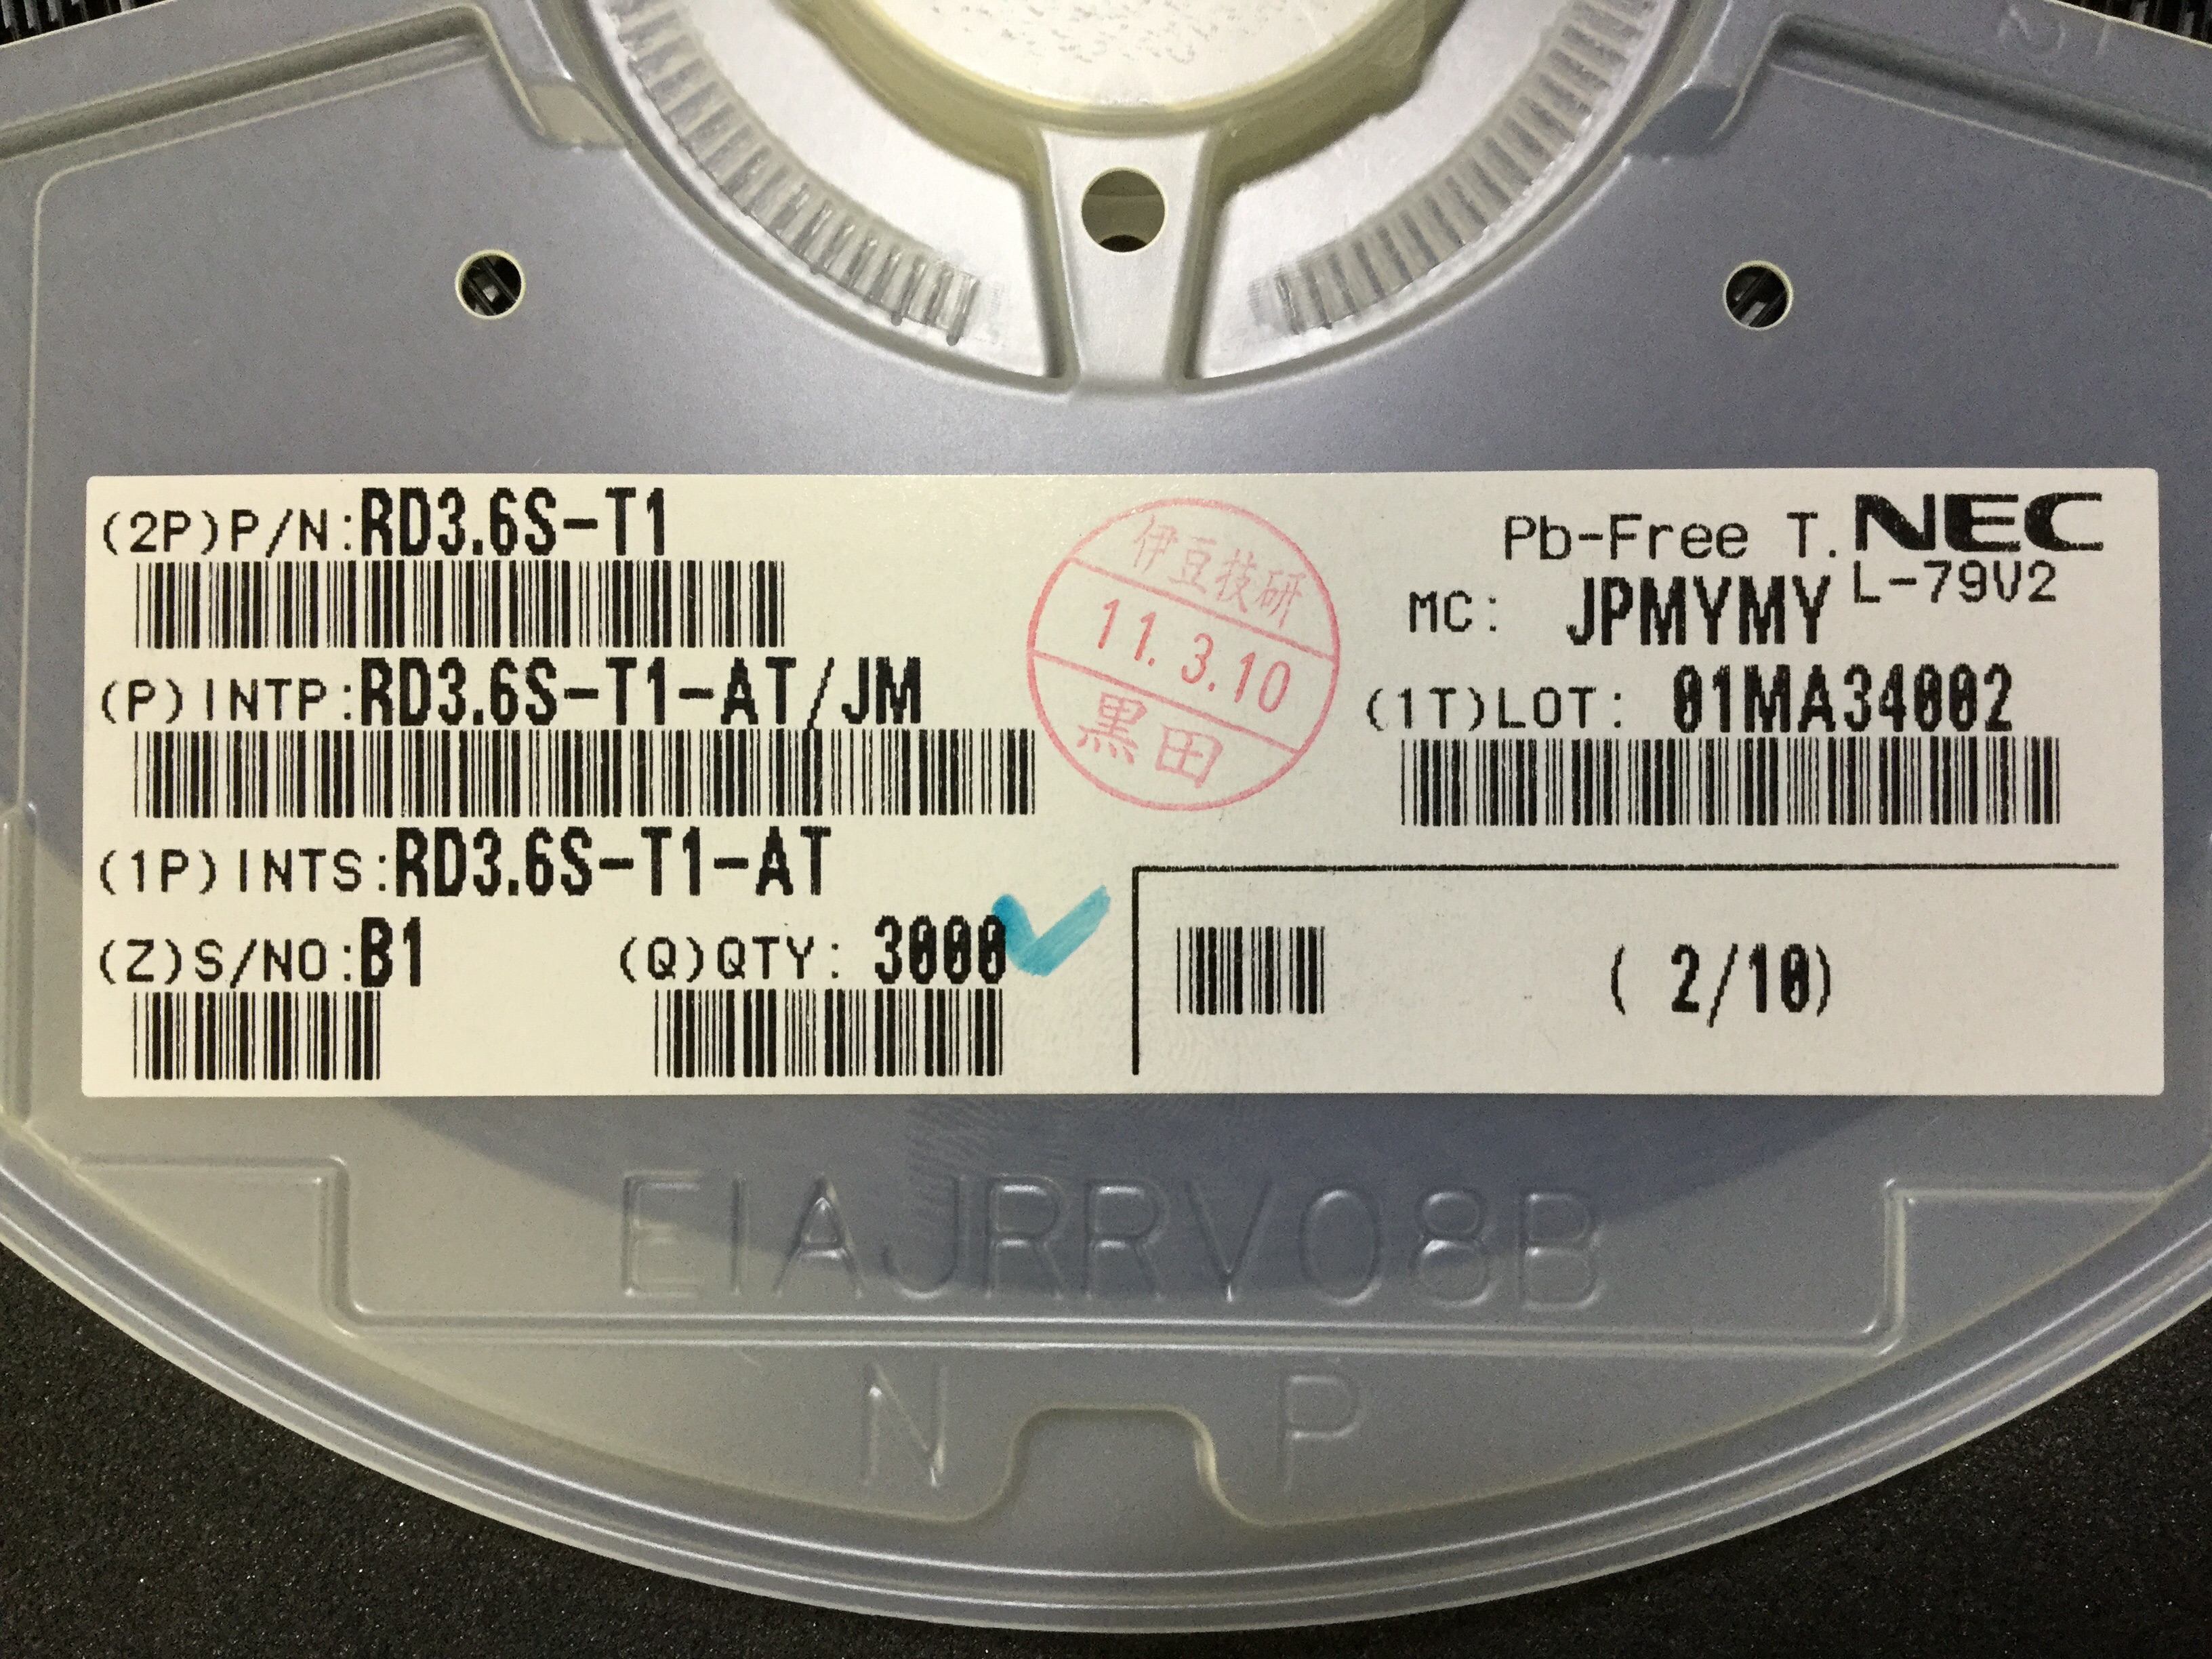 (2P)P/N:RD3.6S-T1
(P)INTP:RD3.6S-T1-AT/JM
(1P)INTS:RD3.6S-T1-AT
(Z)S/NO:B1
(Q)QTY: 3000
伊豆技研
11.3.10
黒田
Pb-Free T.
NEC
L-79V2
MC: JPMYMY
(1T)LOT: 01MA34002
( 2/10)
EIAJRRV08B
N P